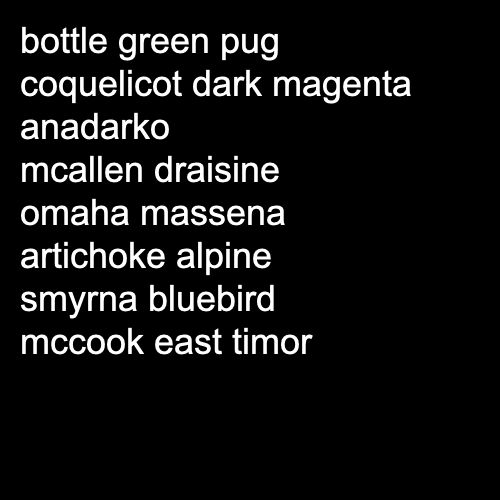 bottle green pug
coquelicot dark magenta
anadarko
mcallen draisine
omaha massena
artichoke alpine
smyrna bluebird
mccook east timor